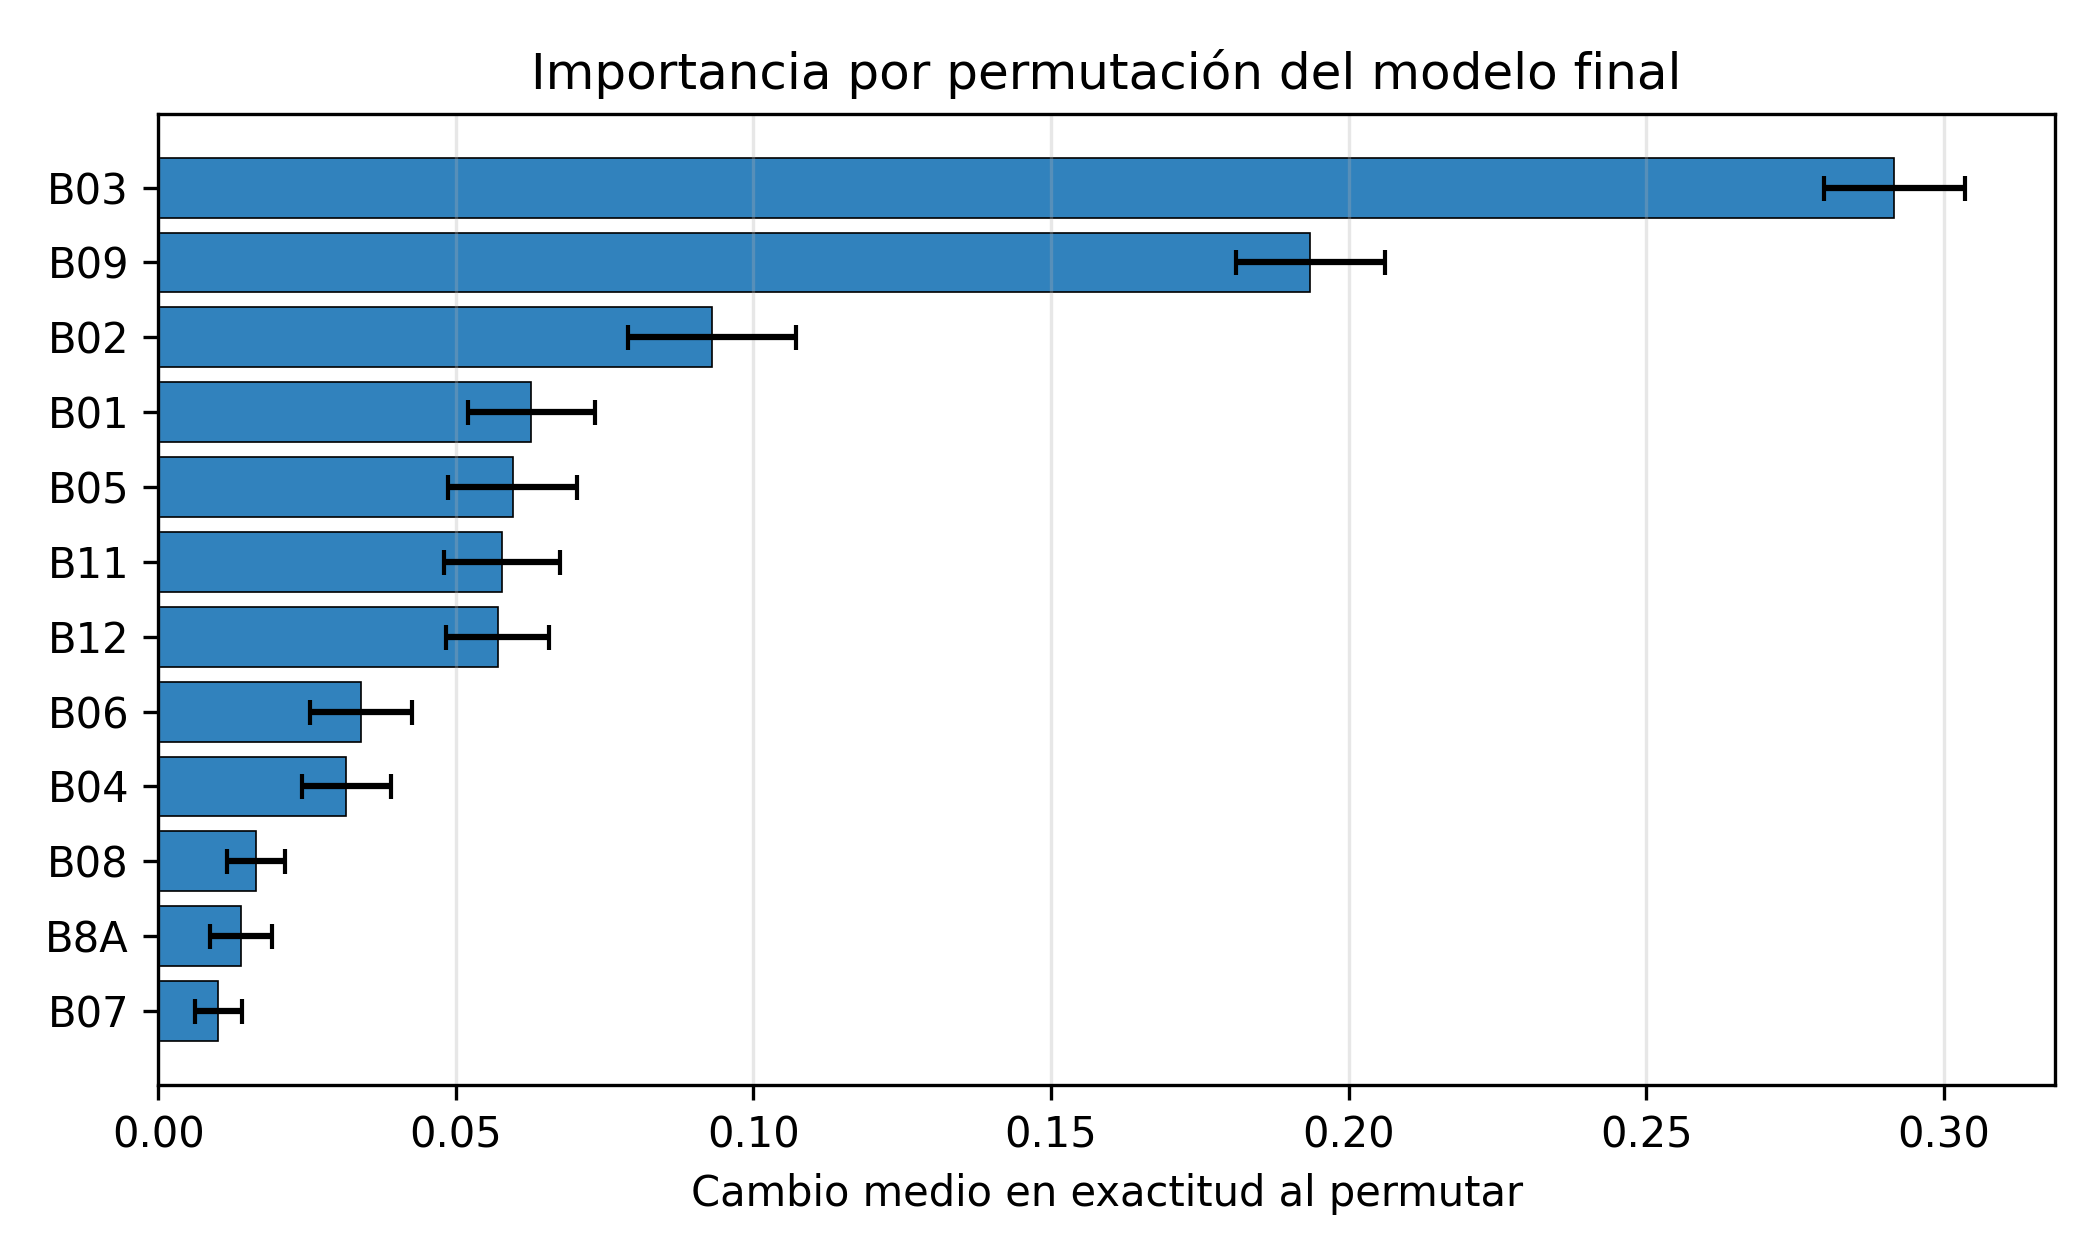 Importancia por permutación del modelo final
B03
B09
B02
B01
B05
B11
B12
B06
B04
B08
B8A
B07
0.00 0.05 0.10 0.15 0.20 0.25 0.30
Cambio medio en exactitud al permutar